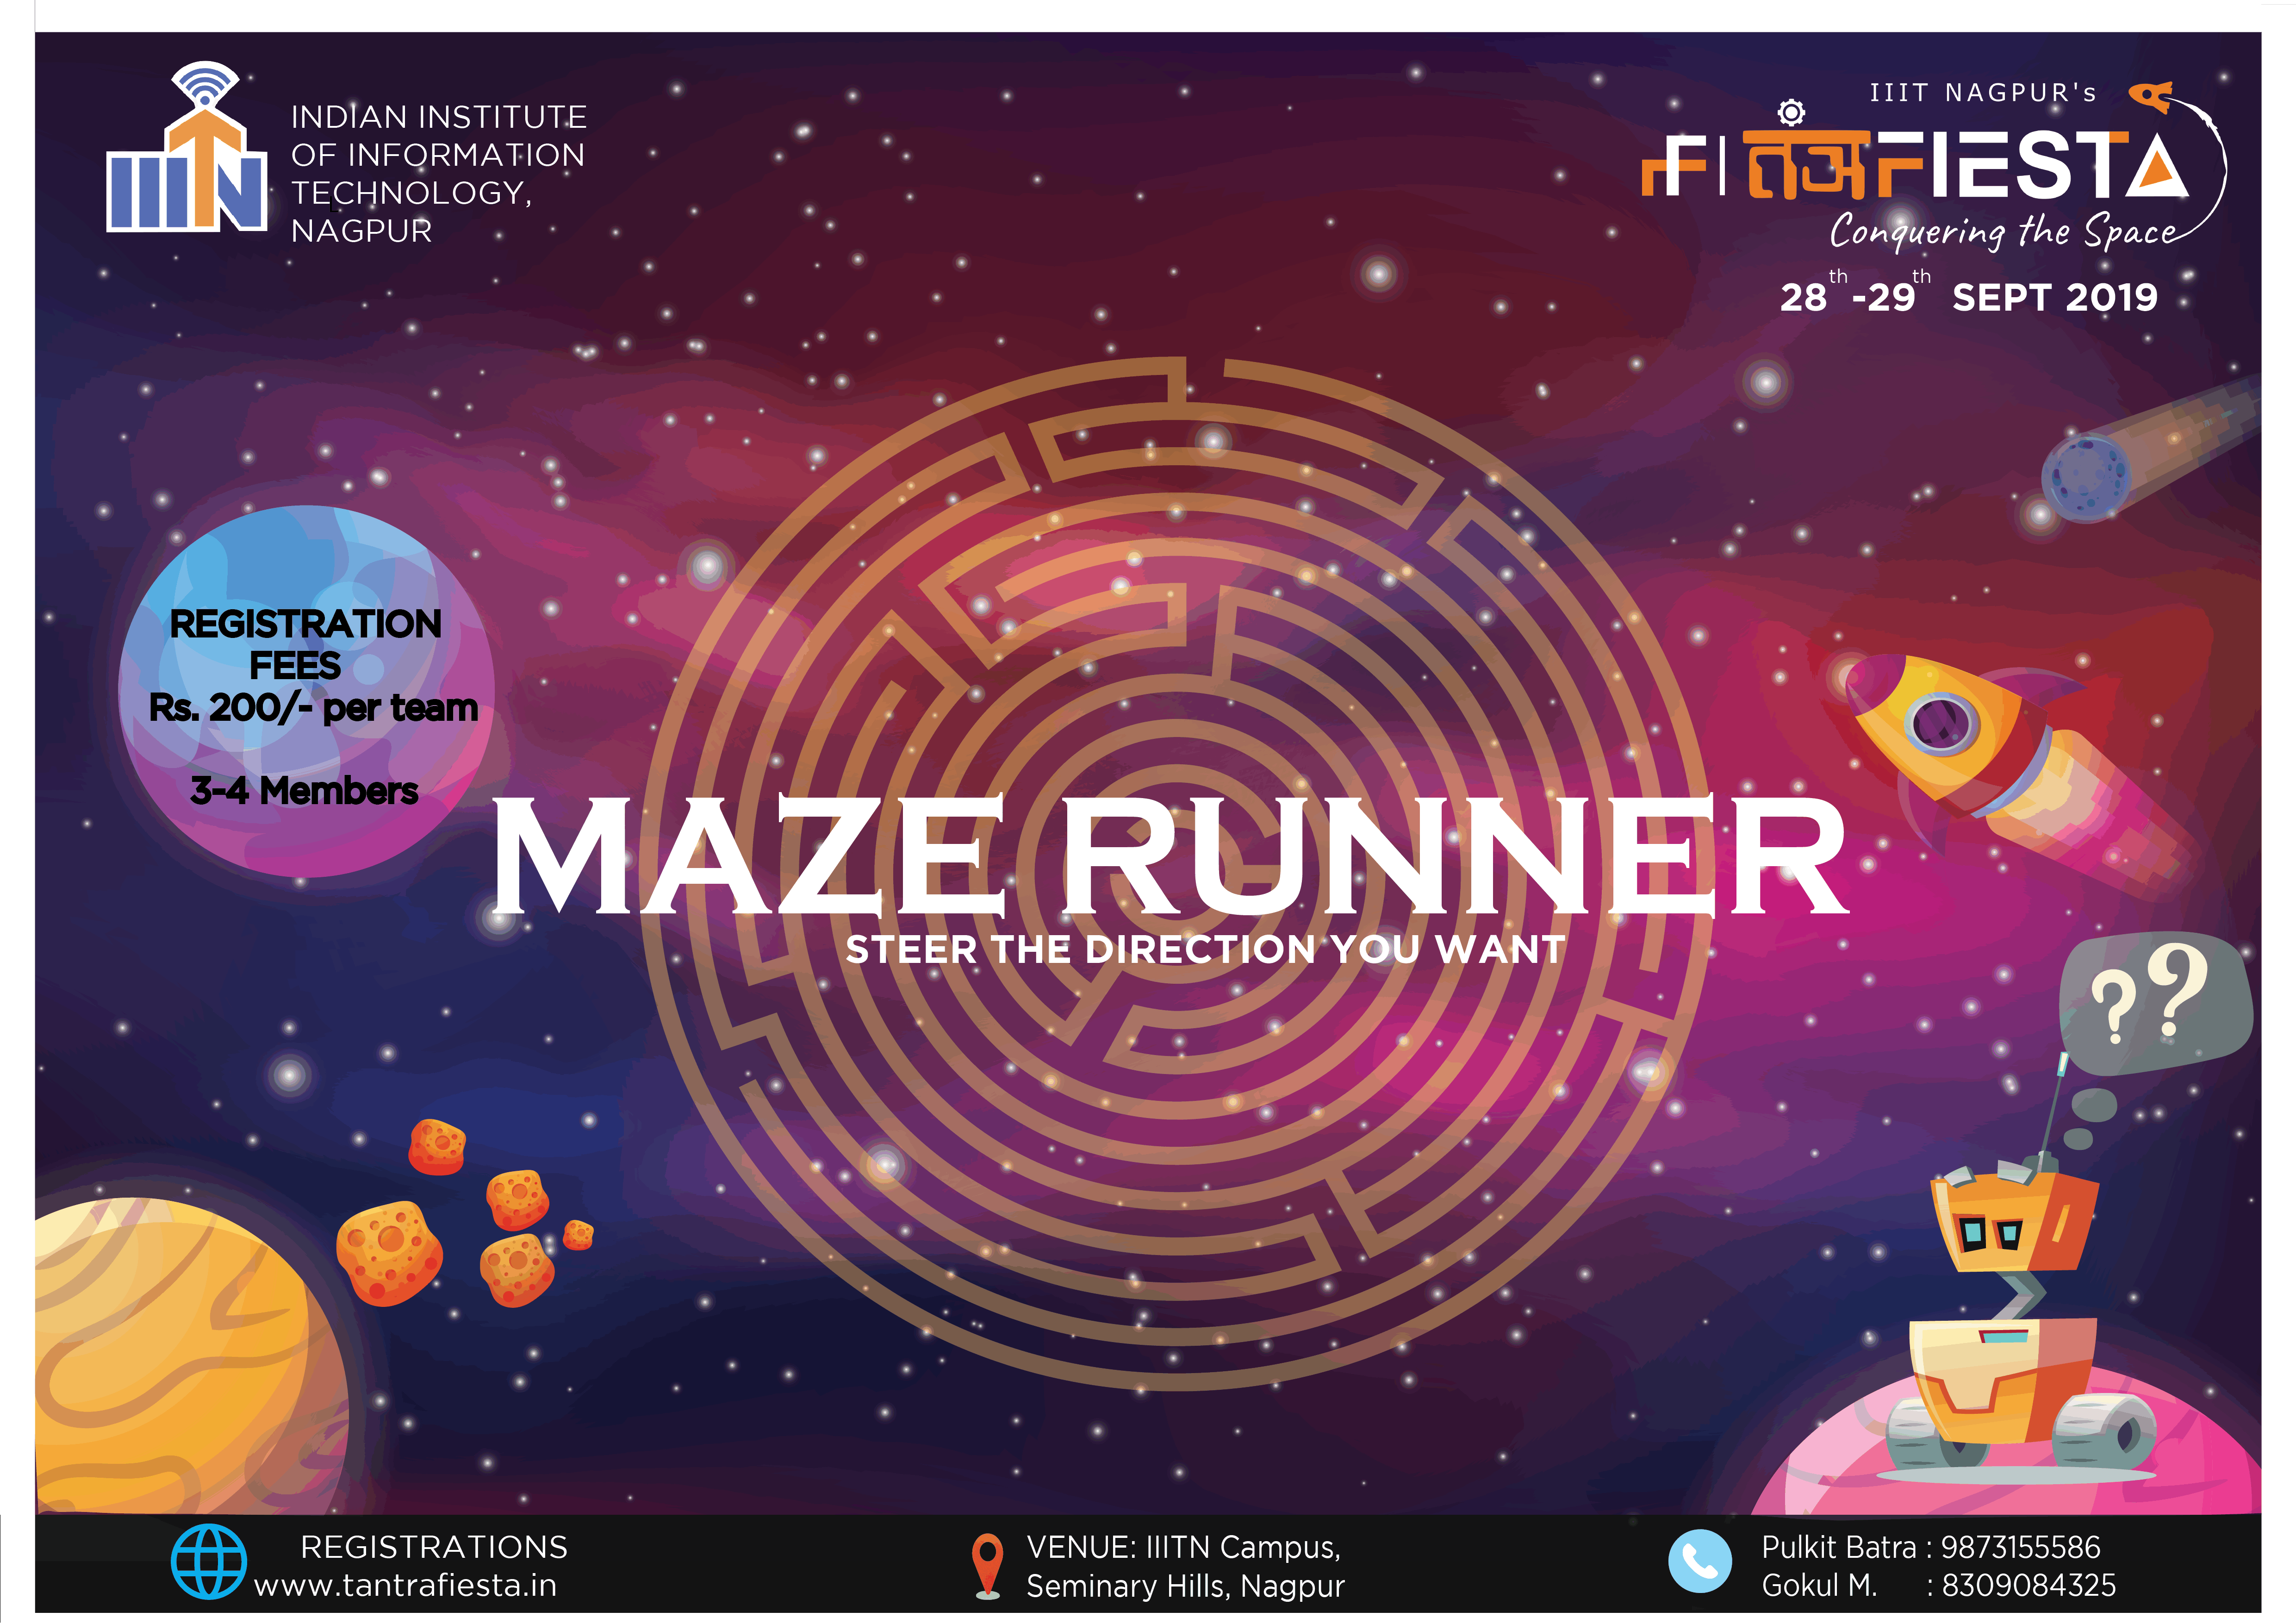 IIITN
INDIAN INSTITUTE
OF INFORMATION
TECHNOLOGY,
NAGPUR
IIIT NAGPUR's
तंत्रFIESTA
Conquering the Space
28th -29th SEPT 2019
REGISTRATION
FEES
Rs. 200/- per team
3-4 Members
MAZE RUNNER
STEER THE DIRECTION YOU WANT
??
REGISTRATIONS
www.tantrafiesta.in
VENUE: IIITN Campus,
Seminary Hills, Nagpur
Pulkit Batra : 9873155586
Gokul M. : 8309084325